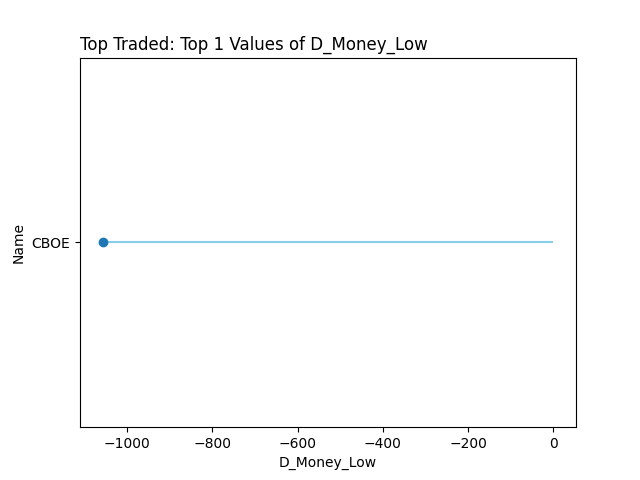 Top Traded: Top 1 Values of D_Money_Low
Name
CBOE
−1000 −800 −600 −400 −200 0
D_Money_Low